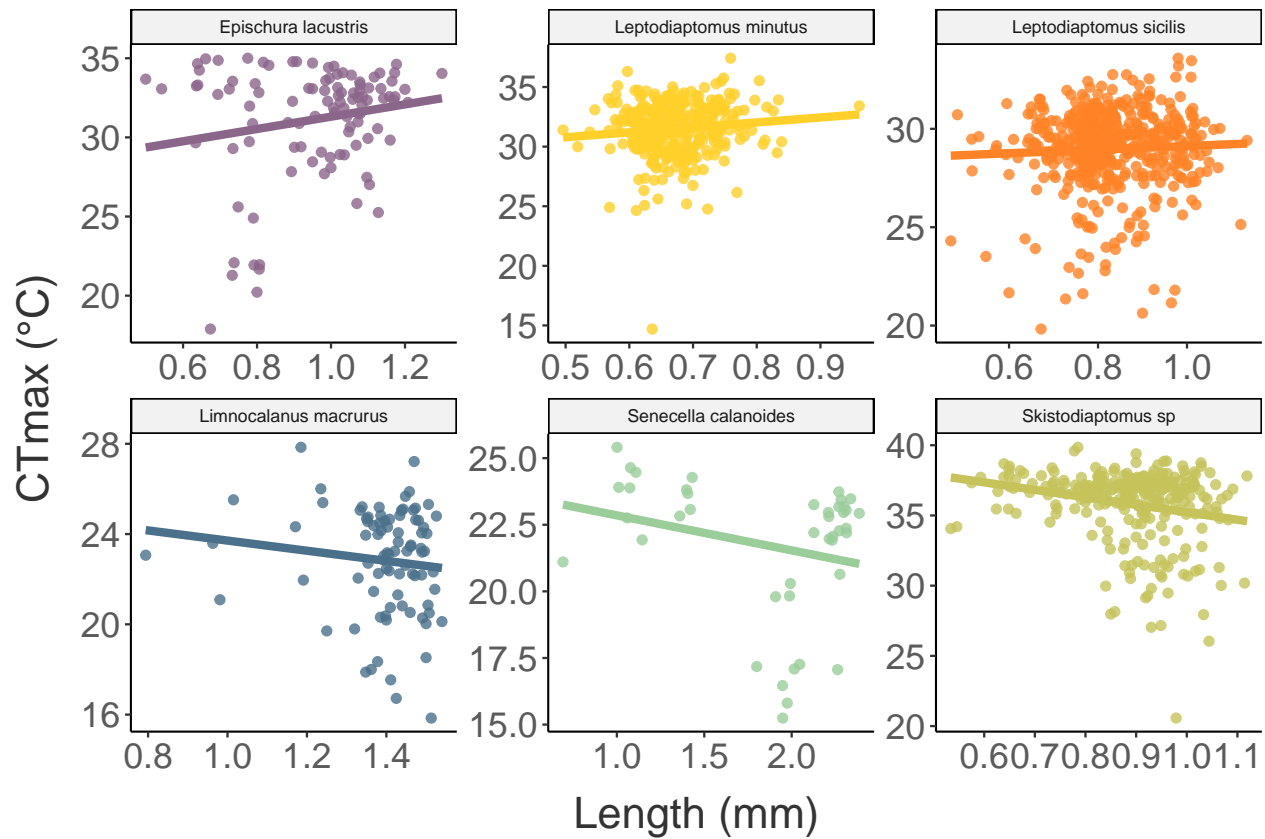 Epischura lacustris
Leptodiaptomus minutus
Leptodiaptomus sicilis
35
30
25
20
0.6 0.8 1.0 1.2
35
30
25
20
15
0.5 0.6 0.7 0.8 0.9
30
25
20
0.6 0.8 1.0
Limnocalanus macrurus
Senecella calanoides
Skistodiaptomus sp
28
24
20
16
0.8 1.0 1.2 1.4
25.0
22.5
20.0
17.5
15.0
1.0 1.5 2.0
40
35
30
20
0.60.70.80.91.01.1
CTmax (°C)
Length (mm)